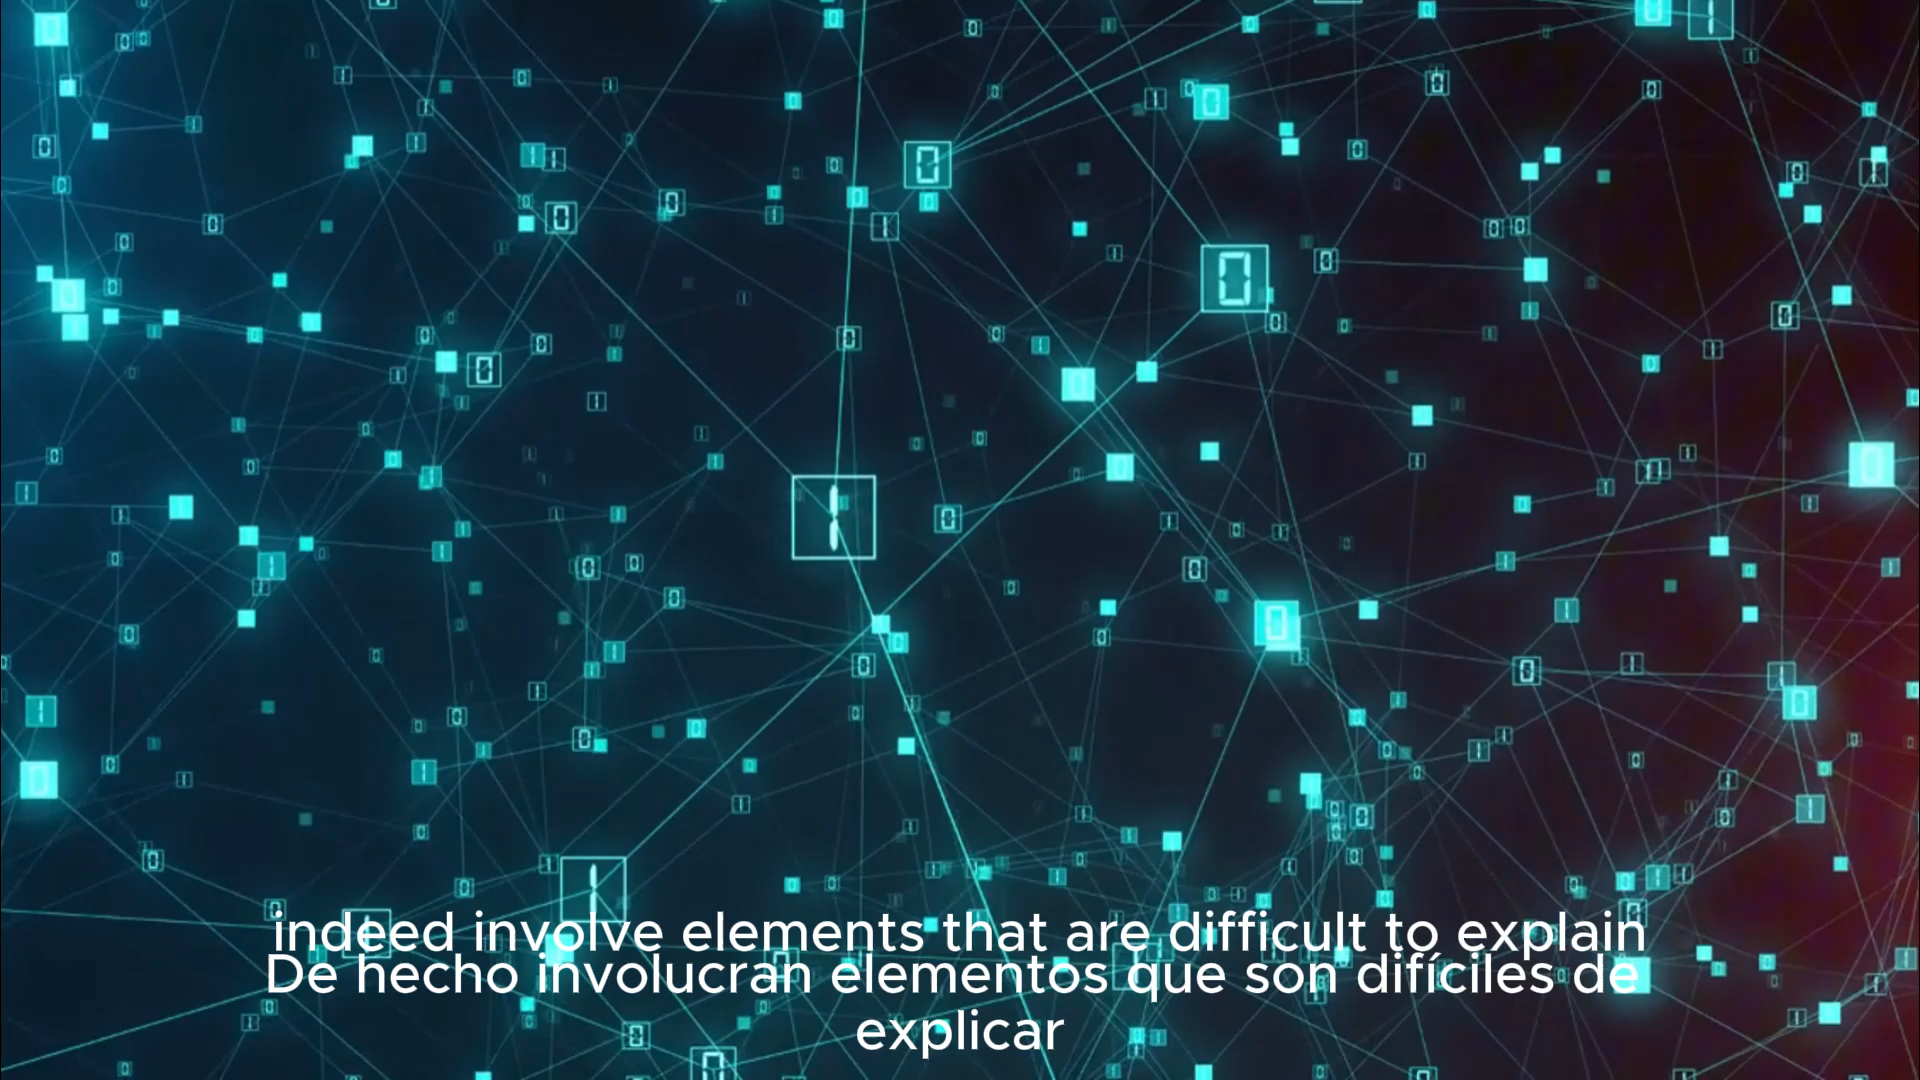 indeed involve elements that are difficult to explain
De hecho involucran elementos que son difíciles de
explicar